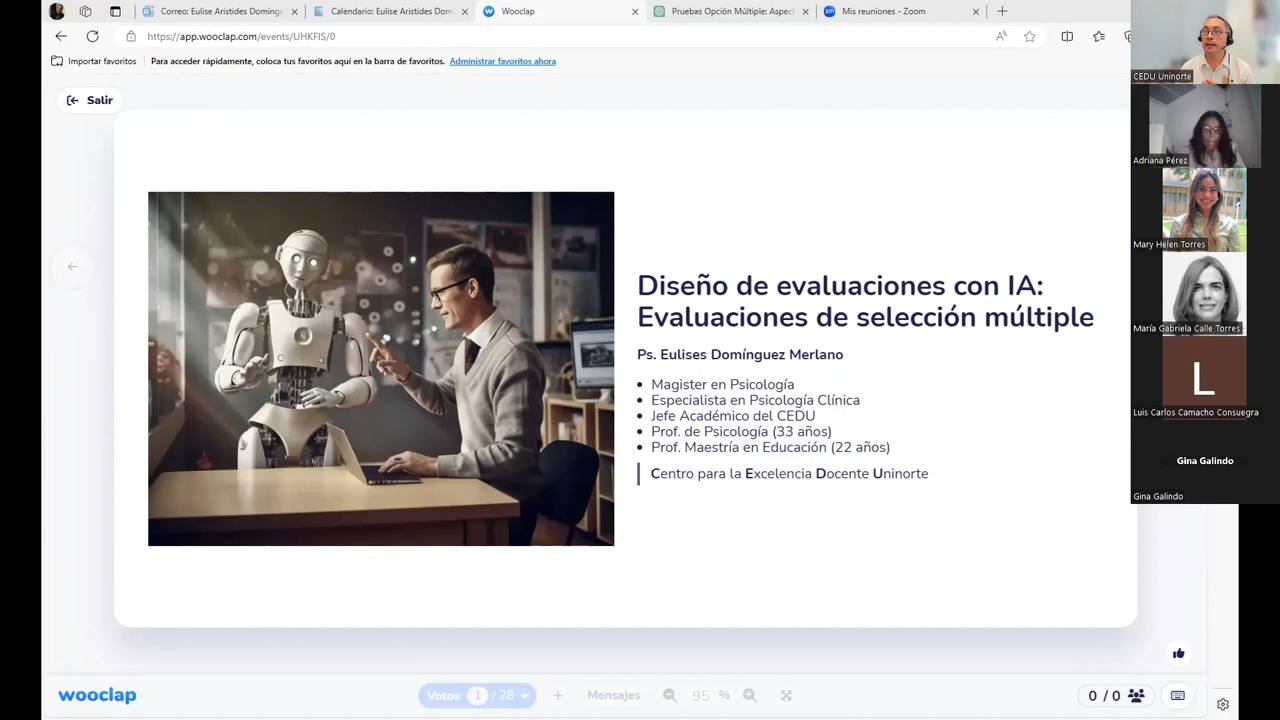 Correo: Eulise Aristides Domingu
Calendario: Eulise Aristides Dom
Wooclap
Pruebas Opción Múltiple: Aspect
Mis reuniones - Zoom
https://app.wooclap.com/events/UHKFIS/0
Importar favoritos
Para acceder rápidamente, coloca tus favoritos aquí en la barra de favoritos. Administrar favoritos ahora
Salir
Diseño de evaluaciones con IA:
Evaluaciones de selección múltiple
Ps. Eulises Domínguez Merlano
Magister en Psicología
Especialista en Psicología Clínica
Jefe Académico del CEDU
Prof. de Psicología (33 años)
Prof. Maestría en Educación (22 años)
Centro para la Excelencia Docente Uninorte
wooclap
Votos 1 / 28
Mensajes
95 %
0 / 0
CEDU Uninorte
Adriana Pérez
Mary Helen Torres
María Gabriela Calle Torres
L
Luis Carlos Camacho Consuegra
Gina Galindo
Gina Galindo